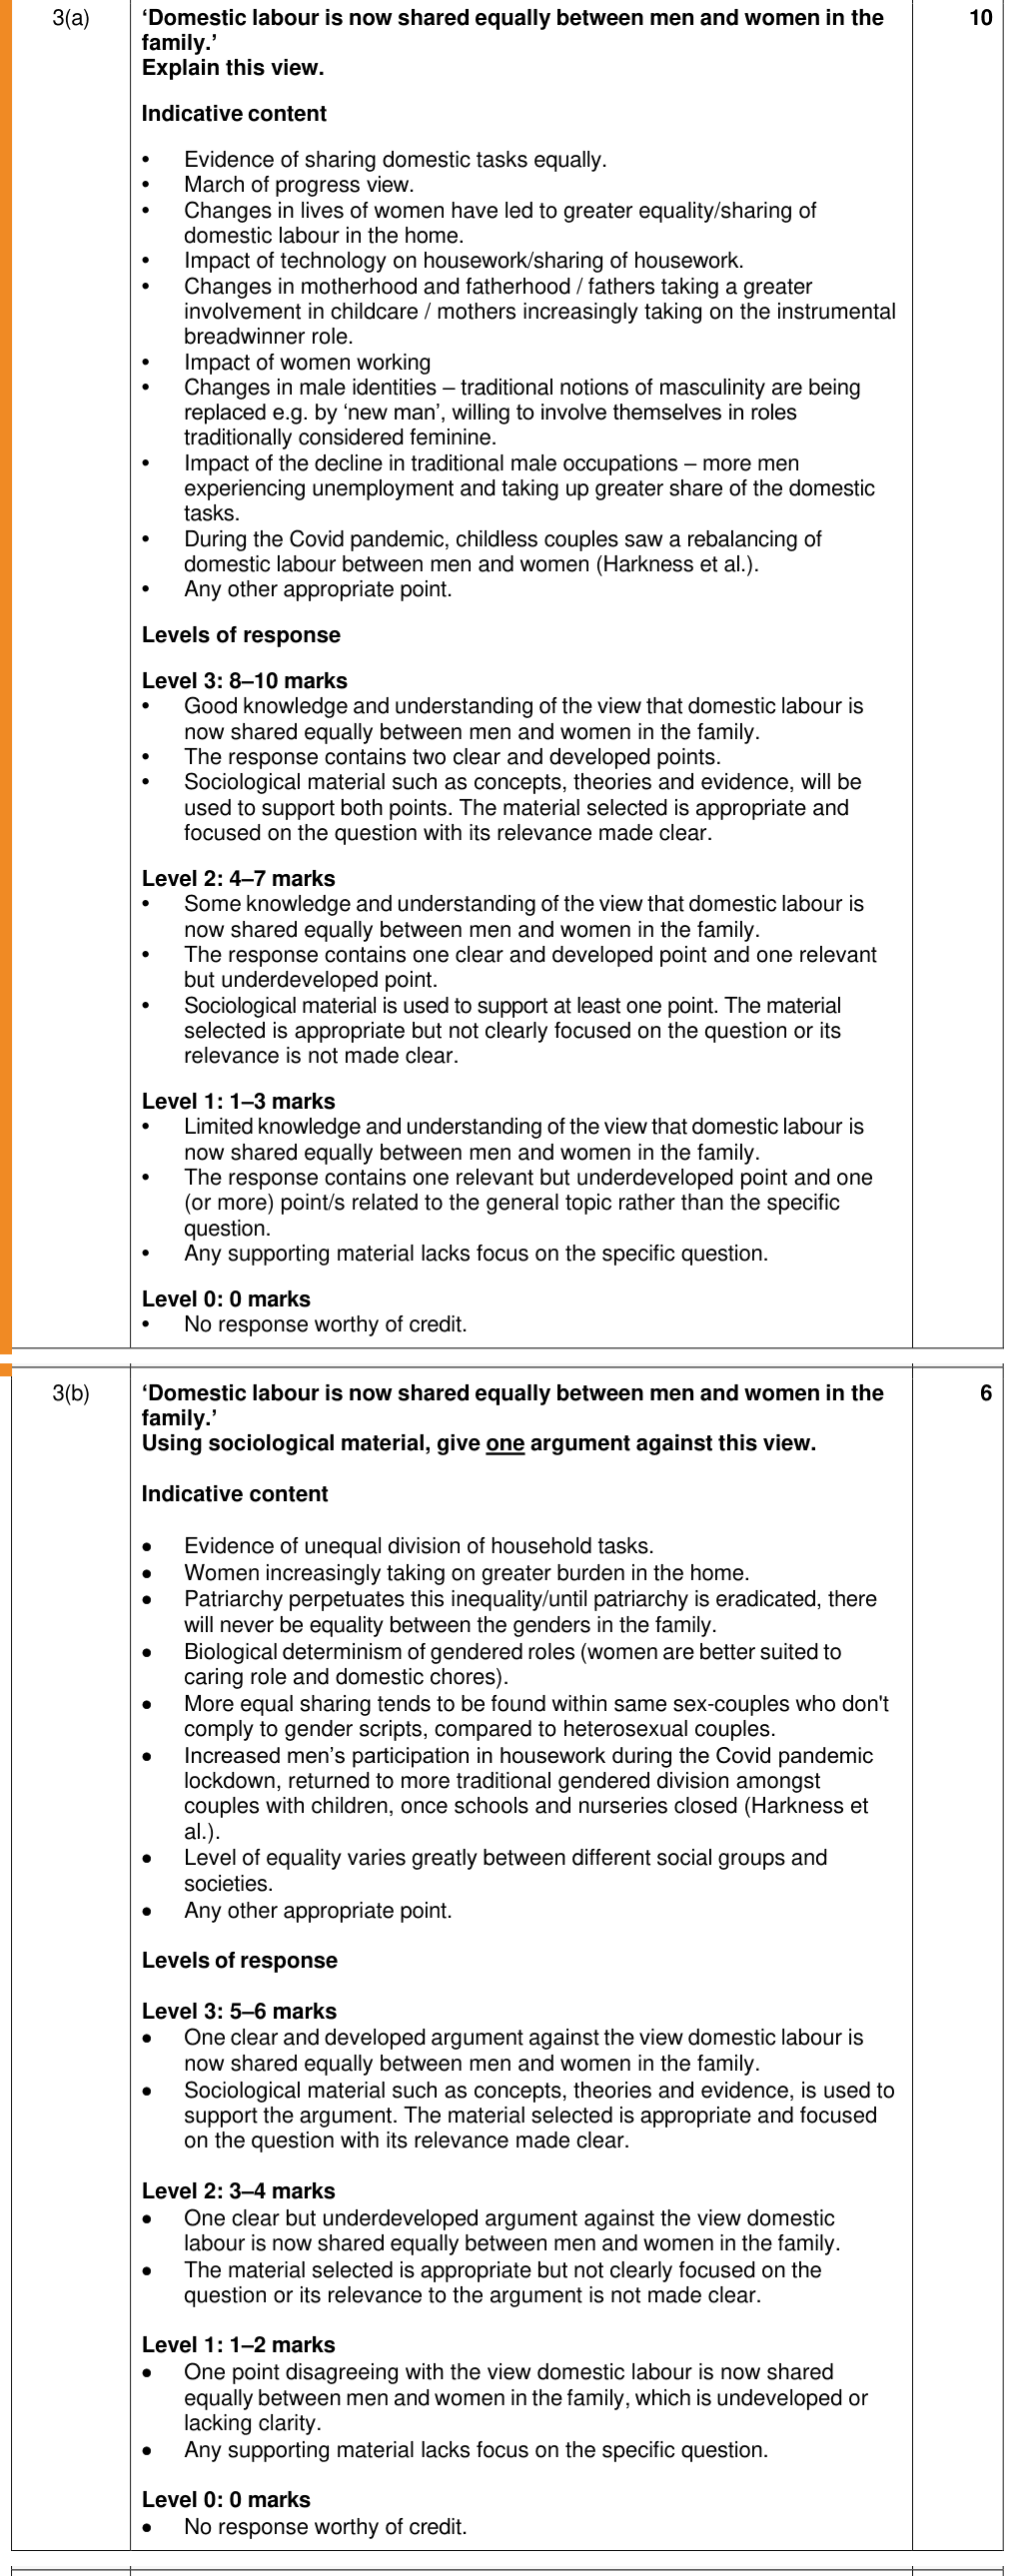 3(a)
‘Domestic labour is now shared equally between men and women in the
family.’
Explain this view.
10
Indicative content
• Evidence of sharing domestic tasks equally.
• March of progress view.
• Changes in lives of women have led to greater equality/sharing of
domestic labour in the home.
• Impact of technology on housework/sharing of housework.
• Changes in motherhood and fatherhood / fathers taking a greater
involvement in childcare / mothers increasingly taking on the instrumental
breadwinner role.
• Impact of women working
• Changes in male identities – traditional notions of masculinity are being
replaced e.g. by ‘new man’, willing to involve themselves in roles
traditionally considered feminine.
• Impact of the decline in traditional male occupations – more men
experiencing unemployment and taking up greater share of the domestic
tasks.
• During the Covid pandemic, childless couples saw a rebalancing of
domestic labour between men and women (Harkness et al.).
• Any other appropriate point.
Levels of response
Level 3: 8–10 marks
• Good knowledge and understanding of the view that domestic labour is
now shared equally between men and women in the family.
• The response contains two clear and developed points.
• Sociological material such as concepts, theories and evidence, will be
used to support both points. The material selected is appropriate and
focused on the question with its relevance made clear.
Level 2: 4–7 marks
• Some knowledge and understanding of the view that domestic labour is
now shared equally between men and women in the family.
• The response contains one clear and developed point and one relevant
but underdeveloped point.
• Sociological material is used to support at least one point. The material
selected is appropriate but not clearly focused on the question or its
relevance is not made clear.
Level 1: 1–3 marks
• Limited knowledge and understanding of the view that domestic labour is
now shared equally between men and women in the family.
• The response contains one relevant but underdeveloped point and one
(or more) point/s related to the general topic rather than the specific
question.
• Any supporting material lacks focus on the specific question.
Level 0: 0 marks
• No response worthy of credit.
3(b)
‘Domestic labour is now shared equally between men and women in the
family.’
Using sociological material, give one argument against this view.
6
Indicative content
• Evidence of unequal division of household tasks.
• Women increasingly taking on greater burden in the home.
• Patriarchy perpetuates this inequality/until patriarchy is eradicated, there
will never be equality between the genders in the family.
• Biological determinism of gendered roles (women are better suited to
caring role and domestic chores).
• More equal sharing tends to be found within same sex-couples who don't
comply to gender scripts, compared to heterosexual couples.
• Increased men’s participation in housework during the Covid pandemic
lockdown, returned to more traditional gendered division amongst
couples with children, once schools and nurseries closed (Harkness et
al.).
• Level of equality varies greatly between different social groups and
societies.
• Any other appropriate point.
Levels of response
Level 3: 5–6 marks
• One clear and developed argument against the view domestic labour is
now shared equally between men and women in the family.
• Sociological material such as concepts, theories and evidence, is used to
support the argument. The material selected is appropriate and focused
on the question with its relevance made clear.
Level 2: 3–4 marks
• One clear but underdeveloped argument against the view domestic
labour is now shared equally between men and women in the family.
• The material selected is appropriate but not clearly focused on the
question or its relevance to the argument is not made clear.
Level 1: 1–2 marks
• One point disagreeing with the view domestic labour is now shared
equally between men and women in the family, which is undeveloped or
lacking clarity.
• Any supporting material lacks focus on the specific question.
Level 0: 0 marks
• No response worthy of credit.